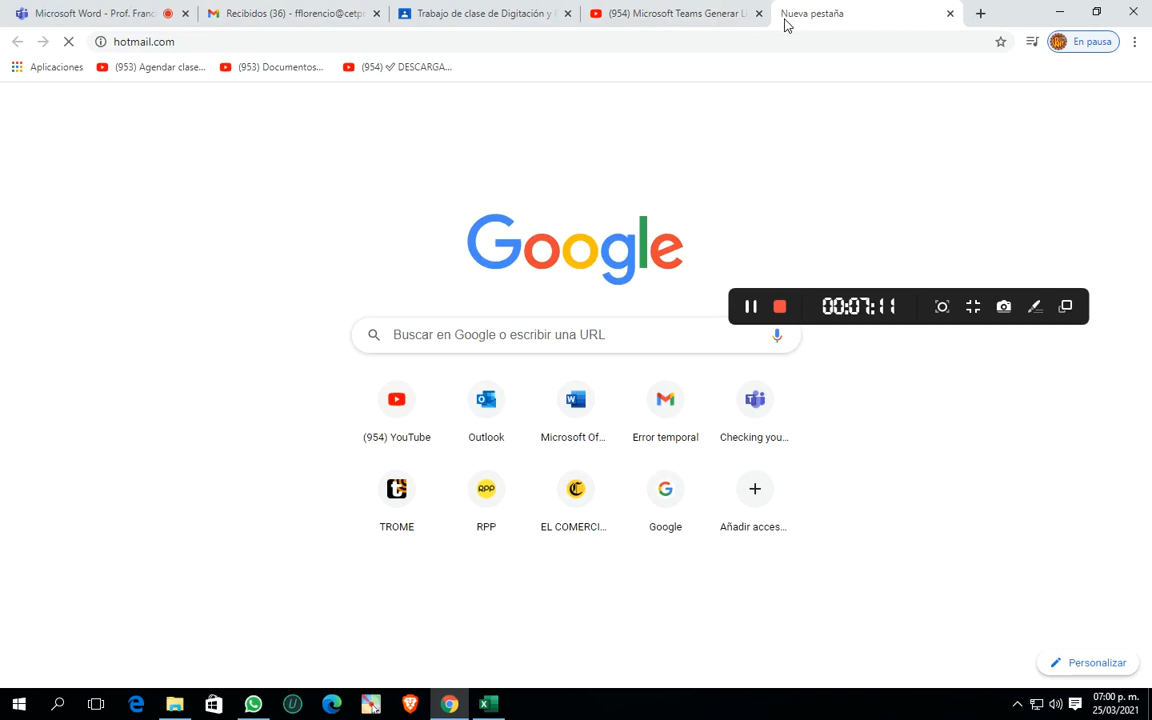 Microsoft Word - Prof. Franc
Recibidos (36) - fflorencio@cetpr
Trabajo de clase de Digitación y
(954) Microsoft Teams Generar Li
Nueva pestaña
hotmail.com
En pausa
Aplicaciones
(953) Agendar clase...
(953) Documentos...
(954) ✅ DESCARGA...
Google
00:07:11
Buscar en Google o escribir una URL
(954) YouTube
Outlook
Microsoft Of...
Error temporal
Checking you...
TROME
RPP
EL COMERCI...
Google
Añadir acces...
Personalizar
07:00 p. m.
25/03/2021